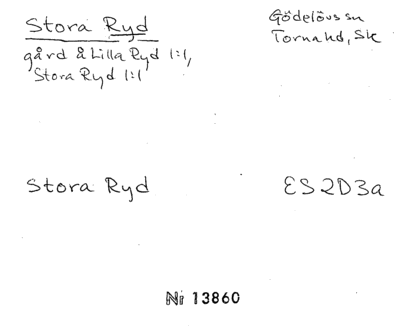 Stora Ryd
Gödelövs sn
Torna hd, Sk
gård å Lilla Ryd 1:1,
Stora Ryd 1:1
Stora Ryd
ES2D3a
Nr 13860